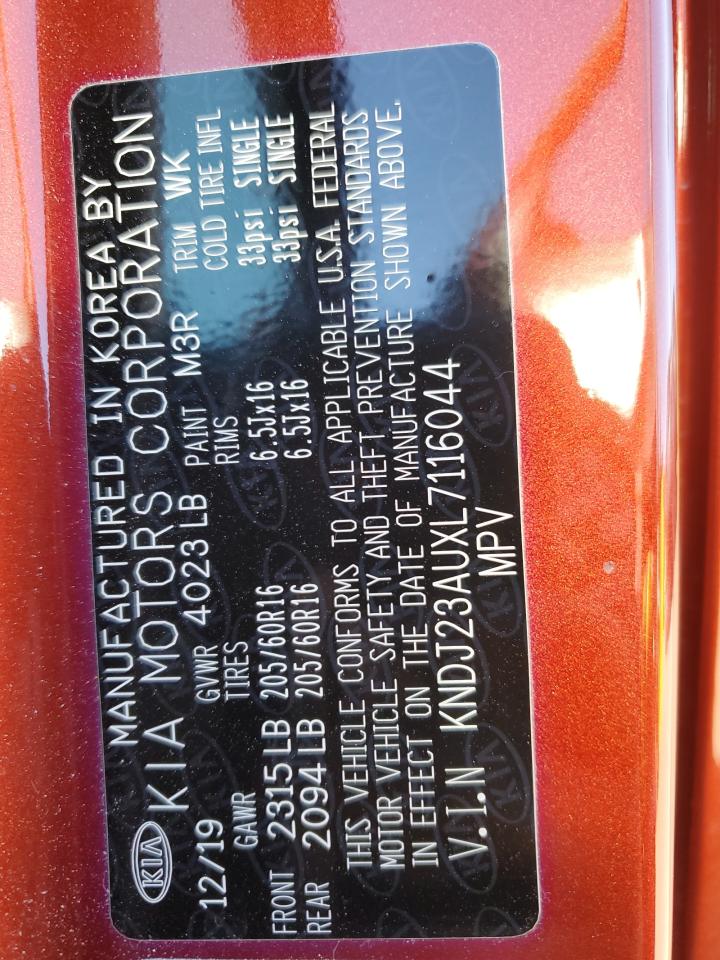 MANUFACTURED IN KOREA BY
KIA KIA MOTORS CORPORATION
12/19 GVWR 4023 LB PAINT M3R TRIM WK
GAWR TIRES RIMS COLD TIRE INFL
FRONT 2315 LB 205/60R16 6.5Jx16 33psi SINGLE
REAR 2094 LB 205/60R16 6.5Jx16 33psi SINGLE
THIS VEHICLE CONFORMS TO ALL APPLICABLE U.S.A. FEDERAL
MOTOR VEHICLE SAFETY AND THEFT PREVENTION STANDARDS
IN EFFECT ON THE DATE OF MANUFACTURE SHOWN ABOVE.
V.I.N KNDJ23AUXL7116044
MPV